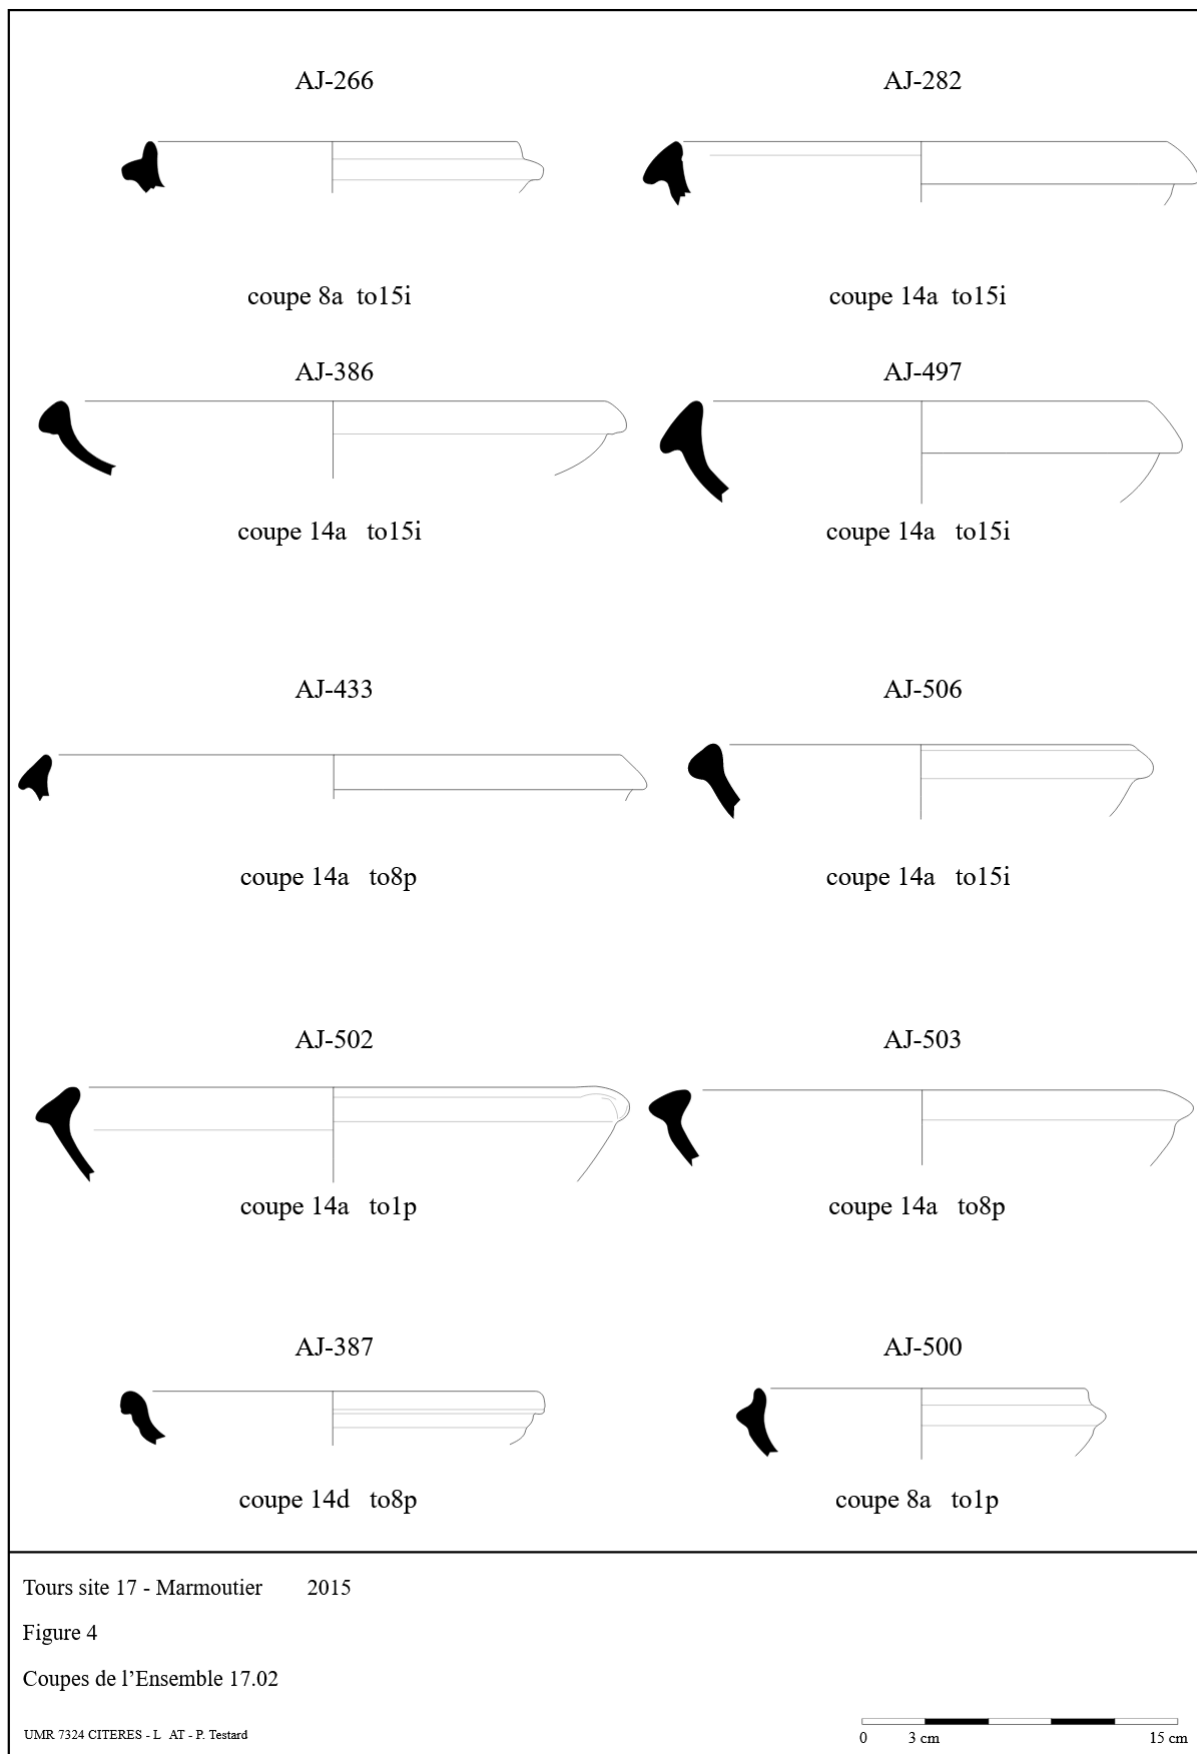 AJ-266
AJ-282
coupe 8a to15i
coupe 14a to15i
AJ-386
AJ-497
coupe 14a to15i
coupe 14a to15i
AJ-433
AJ-506
coupe 14a to8p
coupe 14a to15i
AJ-502
AJ-503
coupe 14a to1p
coupe 14a to8p
AJ-387
AJ-500
coupe 14d to8p
coupe 8a to1p
Tours site 17 - Marmoutier 2015
Figure 4
Coupes de l’Ensemble 17.02
UMR 7324 CITERES - L AT - P. Testard
0 3 cm 15 cm